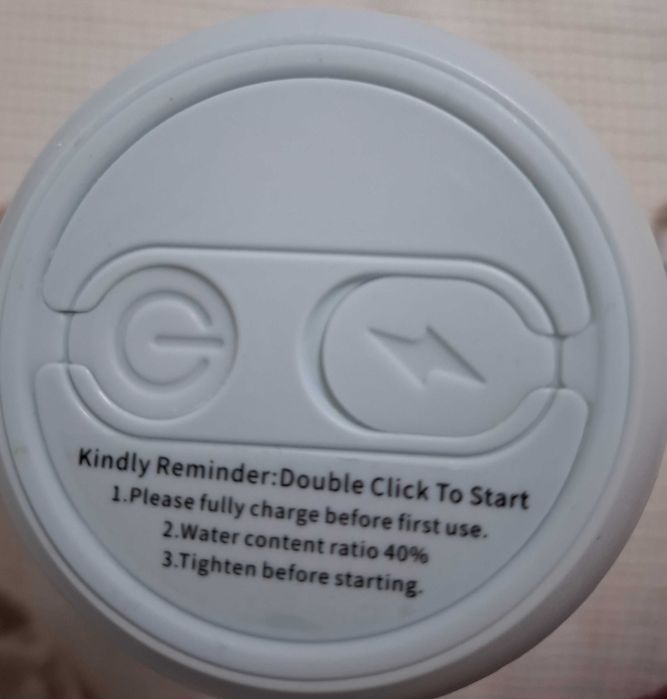 Kindly Reminder:Double Click To Start
1.Please fully charge before first use.
2.Water content ratio 40%
3.Tighten before starting.